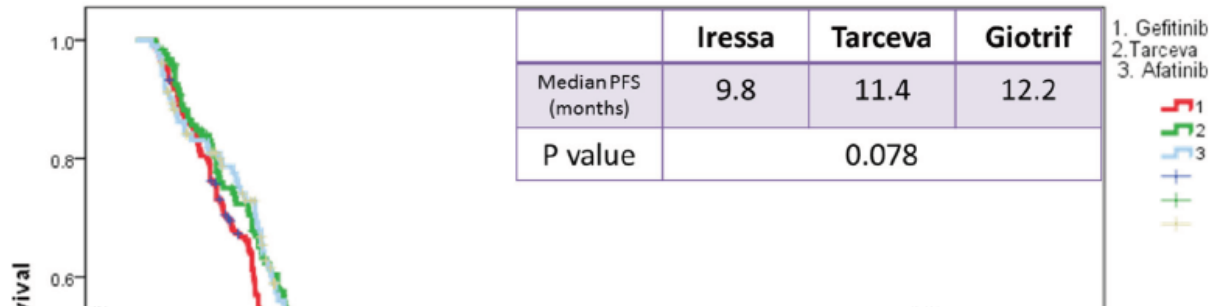 Iressa Tarceva Giotrif
Median PFS
(months)
9.8 11.4 12.2
P value 0.078
1. Gefitinib
2.Tarceva
3. Afatinib
1
2
3
1.0
0.8
0.6